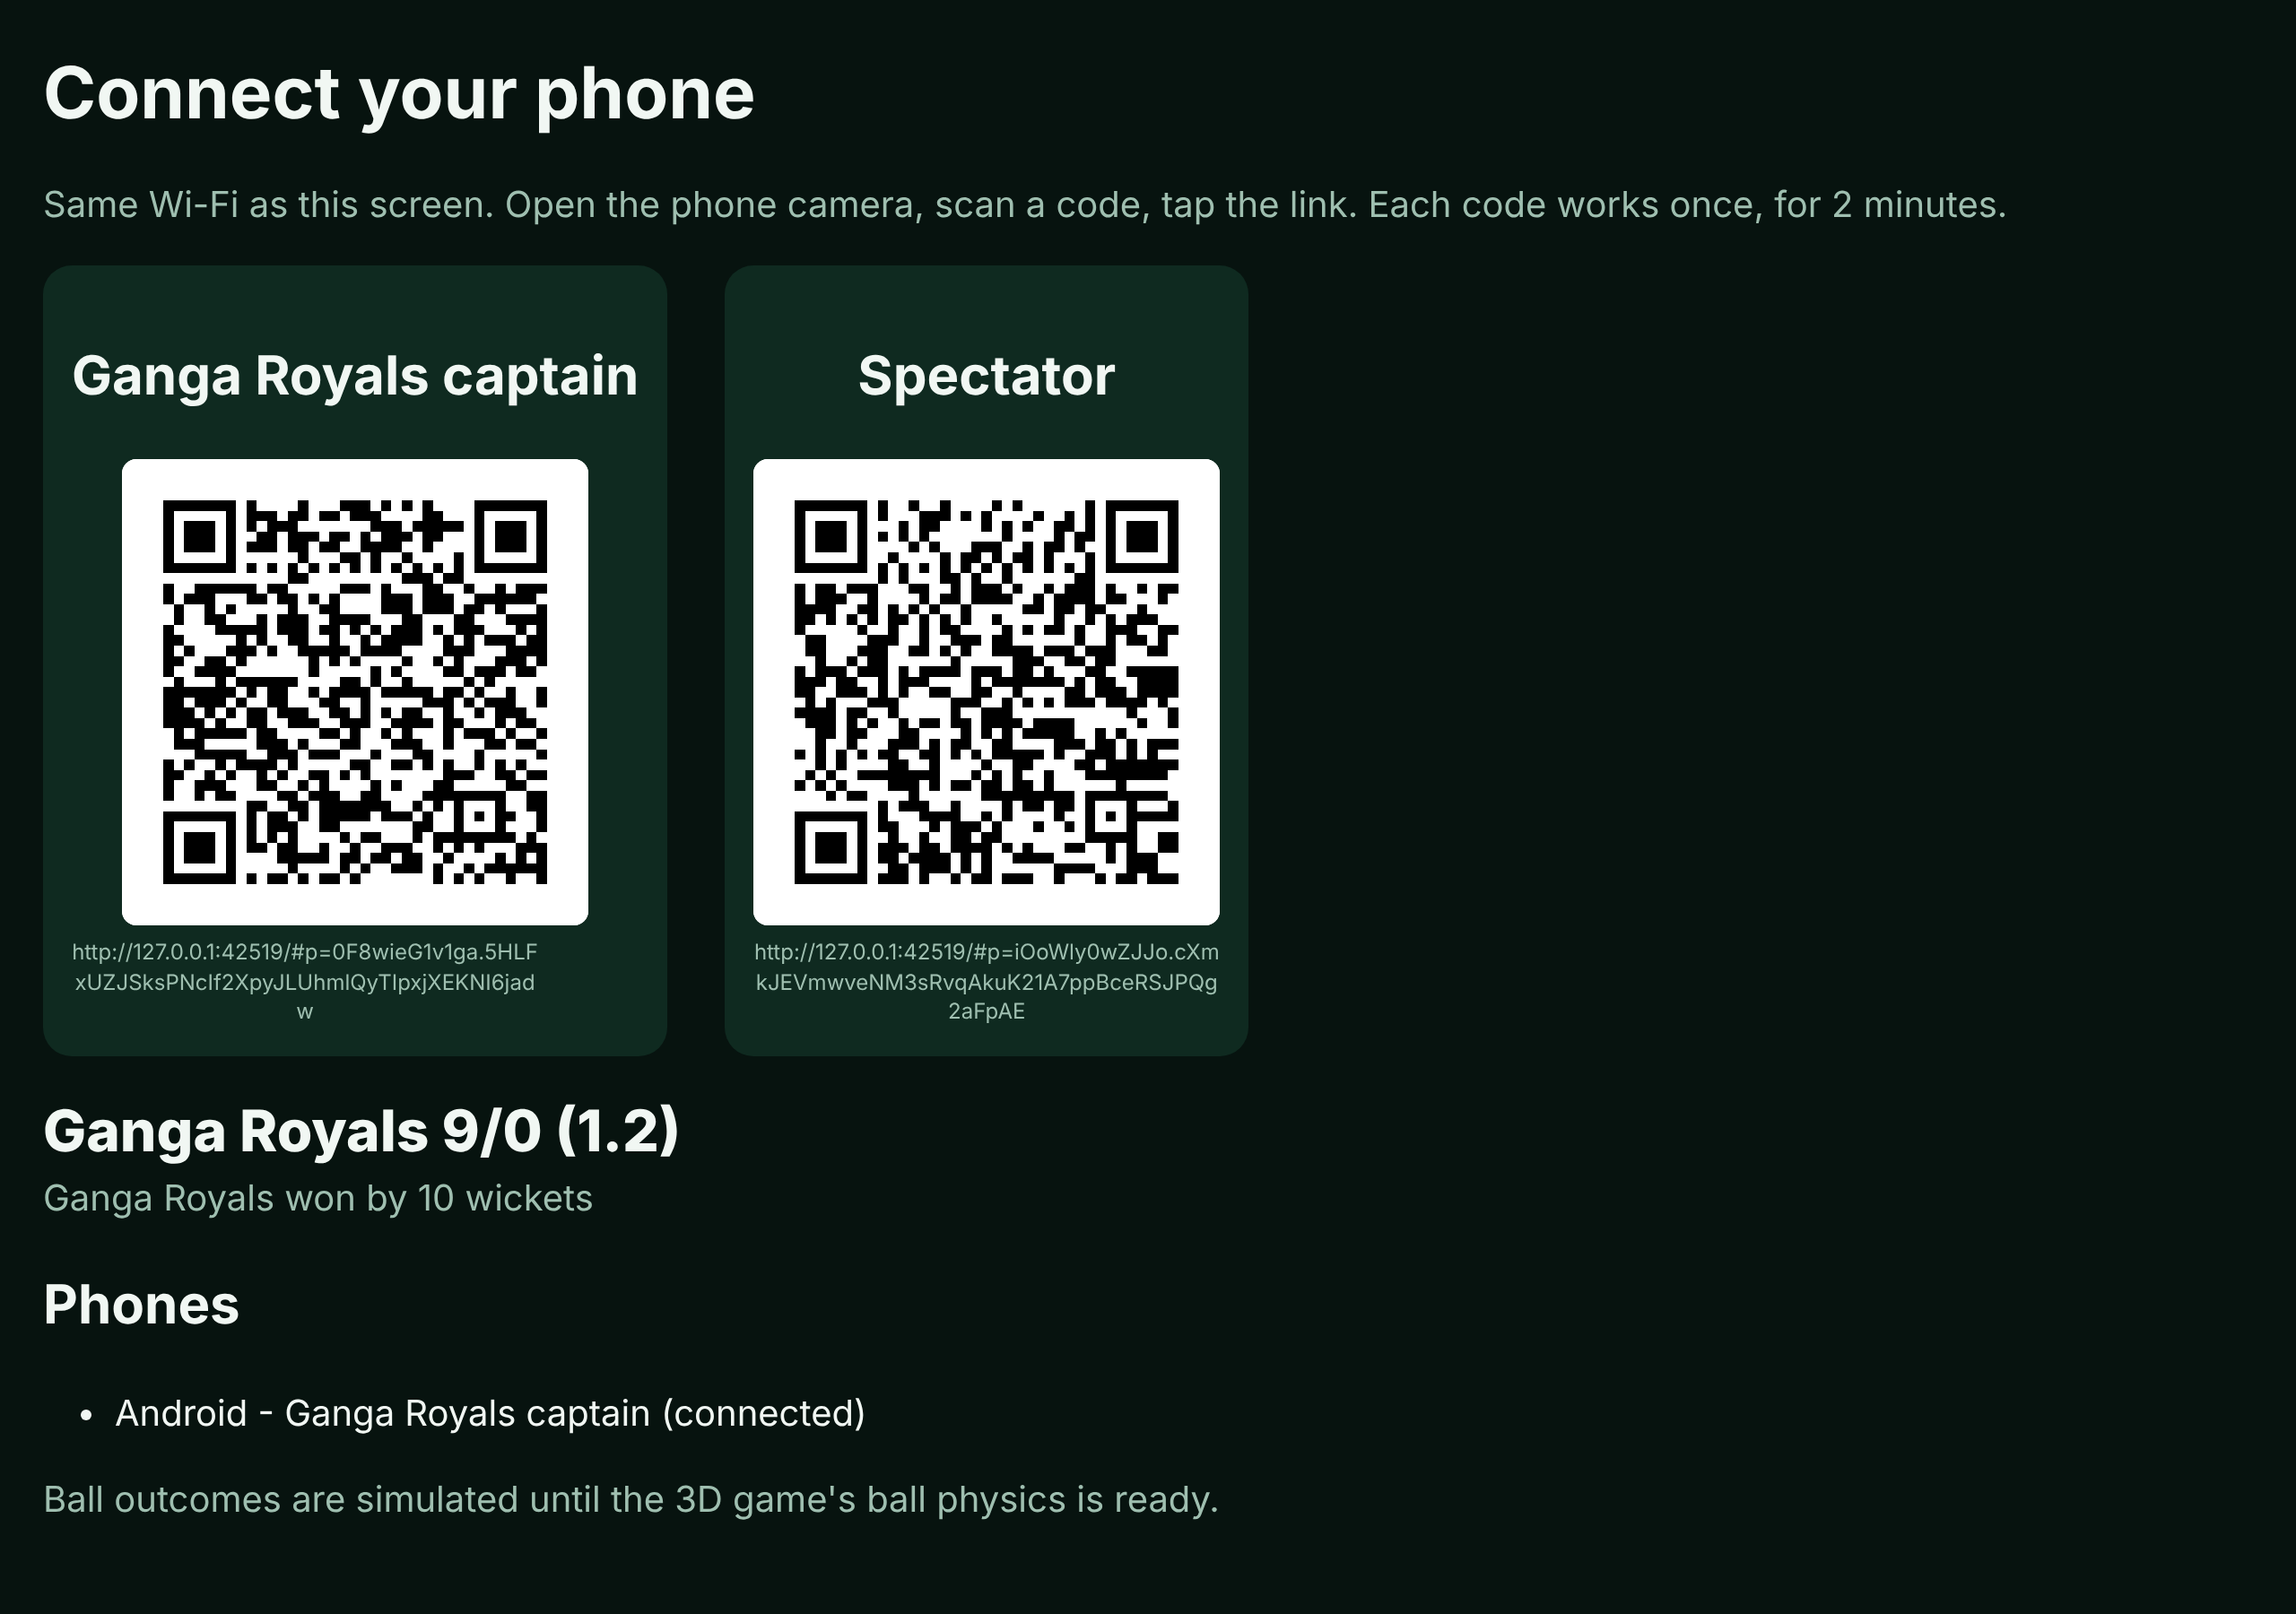 Connect your phone
Same Wi-Fi as this screen. Open the phone camera, scan a code, tap the link. Each code works once, for 2 minutes.
Ganga Royals captain
http://127.0.0.1:42519/#p=0F8wieG1v1ga.5HLF
xUZJSksPNcIf2XpyJLUhmlQyTIpxjXEKNI6jad
w
Spectator
http://127.0.0.1:42519/#p=iOoWly0wZJJo.cXm
kJEVmwveNM3sRvqAkuK21A7ppBceRSJPQg
2aFpAE
Ganga Royals 9/0 (1.2)
Ganga Royals won by 10 wickets
Phones
• Android - Ganga Royals captain (connected)
Ball outcomes are simulated until the 3D game's ball physics is ready.